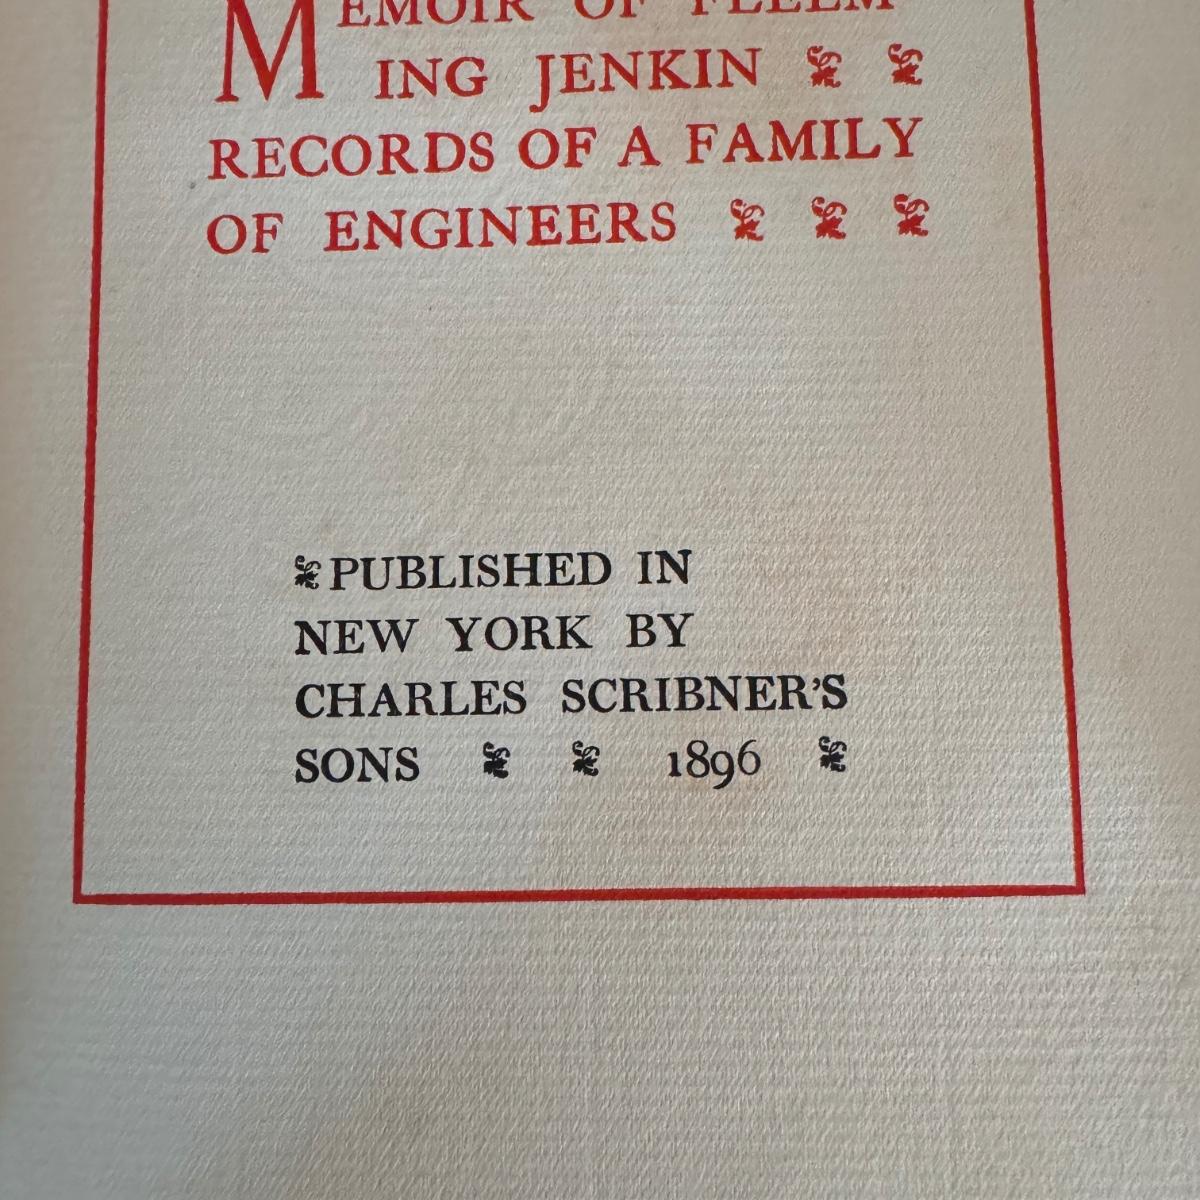 MEMOIR OF FLEEM
ING JENKIN
RECORDS OF A FAMILY
OF ENGINEERS
PUBLISHED IN
NEW YORK BY
CHARLES SCRIBNER'S
SONS 1896